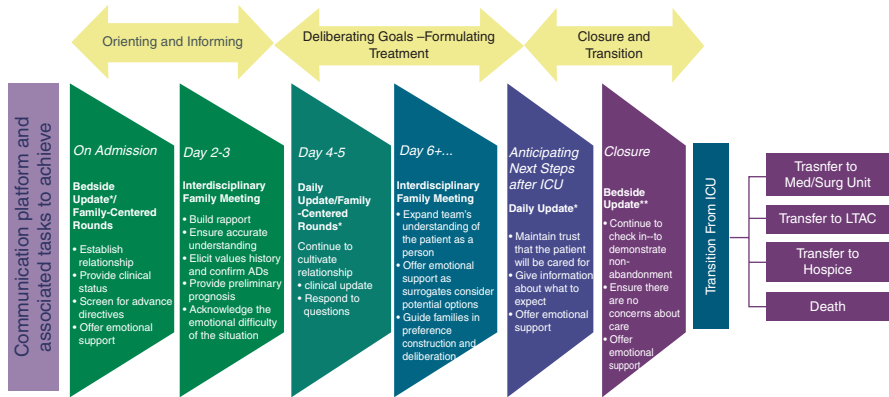 Orienting and Informing
Deliberating Goals –Formulating
Treatment
Closure and
Transition
Communication platform and
associated tasks to achieve
On Admission
Bedside
Update*/
Family-Centered
Rounds
• Establish
relationship
• Provide clinical
status
• Screen for advance
directives
• Offer emotional
support
Day 2-3
Interdisciplinary
Family Meeting
• Build rapport
• Ensure accurate
understanding
• Elicit values history
and confirm ADs
• Provide preliminary
prognosis
• Acknowledge the
emotional difficulty
of the situation
Day 4-5
Daily
Update/Family
-Centered
Rounds*
Continue to
cultivate
relationship
• clinical update
• Respond to
questions
Day 6+...
Interdisciplinary
Family Meeting
• Expand team's
understanding of
the patient as a
person
• Offer emotional
support as
surrogates consider
potential options
• Guide families in
preference
construction and
deliberation
Anticipating
Next Steps
after ICU
Daily Update*
• Maintain trust
that the patient
will be cared for
• Give information
about what to
expect
• Offer emotional
support
Closure
Bedside
Update**
• Continue to
check in--to
demonstrate
non-
abandonment
• Ensure there
are no
concerns about
care
• Offer
emotional
support
Transition From ICU
Trasnfer to
Med/Surg Unit
Transfer to LTAC
Transfer to
Hospice
Death